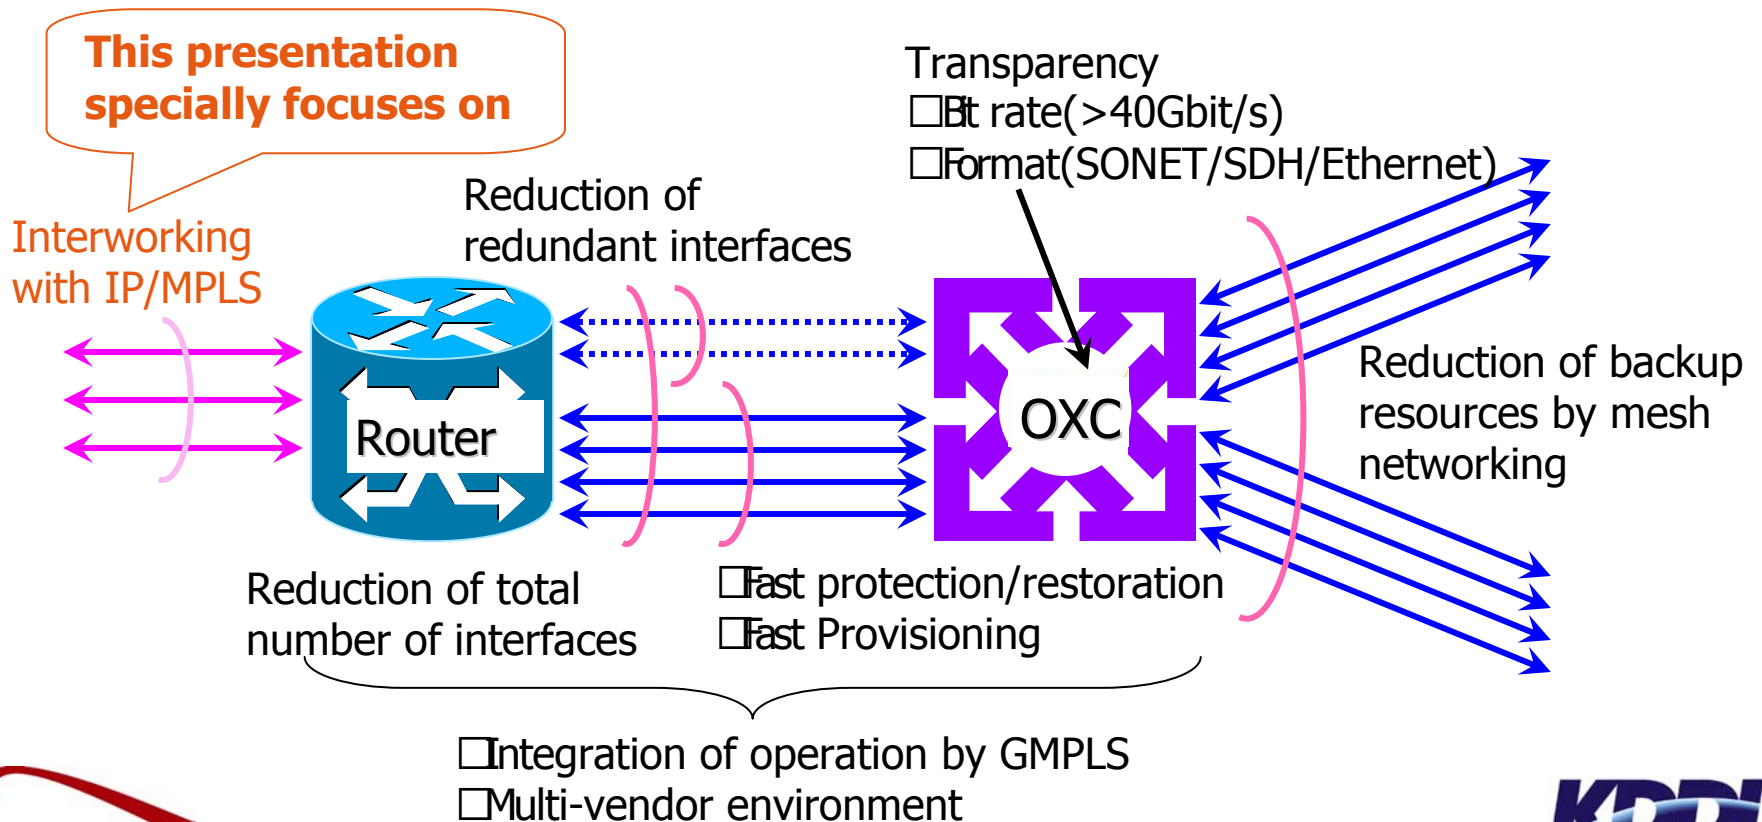 This presentation
specially focuses on
Transparency
□Bit rate(>40Gbit/s)
□Format(SONET/SDH/Ethernet)
Reduction of
redundant interfaces
Interworking
with IP/MPLS
Router
OXC
Reduction of backup
resources by mesh
networking
Reduction of total
number of interfaces
□Fast protection/restoration
□Fast Provisioning
□Integration of operation by GMPLS
□Multi-vendor environment
KDDI